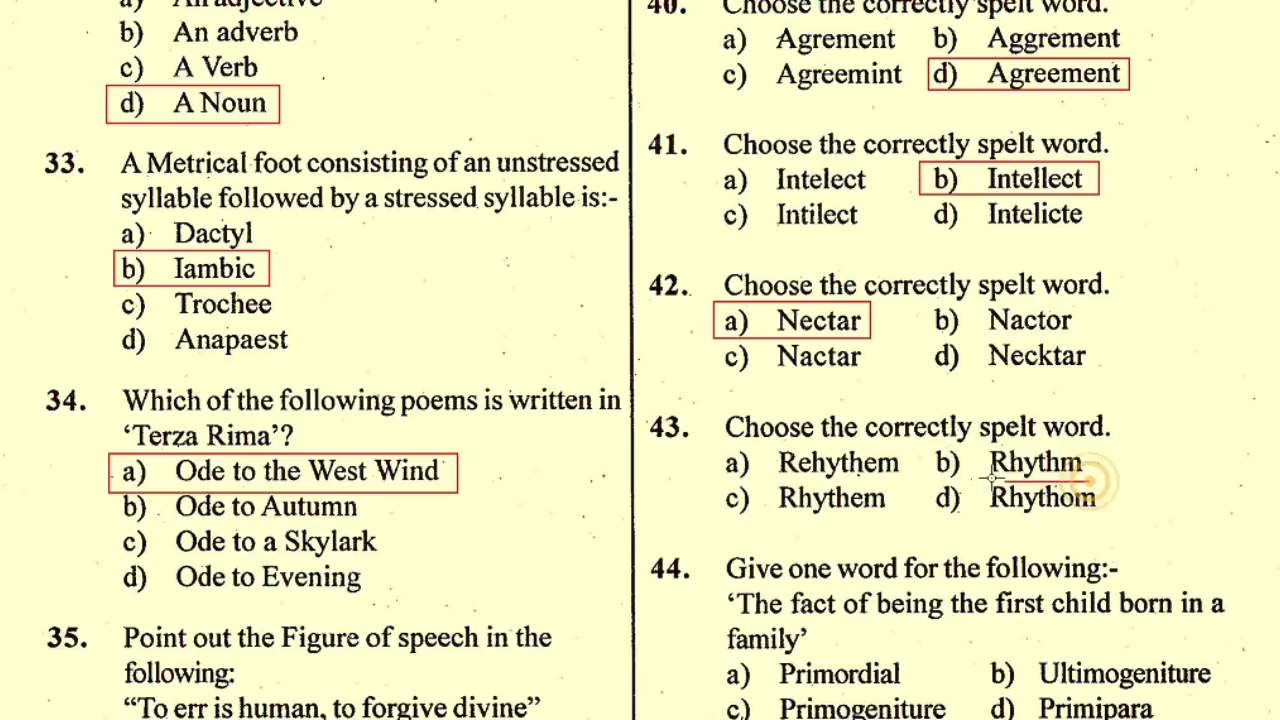 a) An adjective
b) An adverb
c) A Verb
d) A Noun
33. A Metrical foot consisting of an unstressed
syllable followed by a stressed syllable is:-
a) Dactyl
b) Iambic
c) Trochee
d) Anapaest
34. Which of the following poems is written in
‘Terza Rima’?
a) Ode to the West Wind
b) Ode to Autumn
c) Ode to a Skylark
d) Ode to Evening
35. Point out the Figure of speech in the
following:
“To err is human, to forgive divine”
40. Choose the correctly spelt word.
a) Agrement b) Aggrement
c) Agreemint d) Agreement
41. Choose the correctly spelt word.
a) Intelect b) Intellect
c) Intilect d) Intelicte
42. Choose the correctly spelt word.
a) Nectar b) Nactor
c) Nactar d) Necktar
43. Choose the correctly spelt word.
a) Rehythem b) Rhythm
c) Rhythem d) Rhythom
44. Give one word for the following:-
‘The fact of being the first child born in a
family’
a) Primordial b) Ultimogeniture
c) Primogeniture d) Primipara